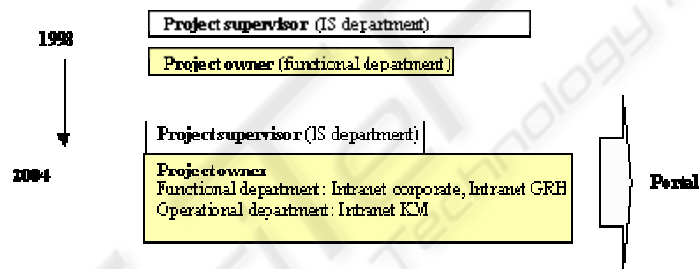 1998
Project supervisor (IS department)
Project owner (functional department)
Project supervisor (IS department)
2004
Project owner
Functional department: Intranet corporate, Intranet GRH
Operational department: Intranet KM
Portal